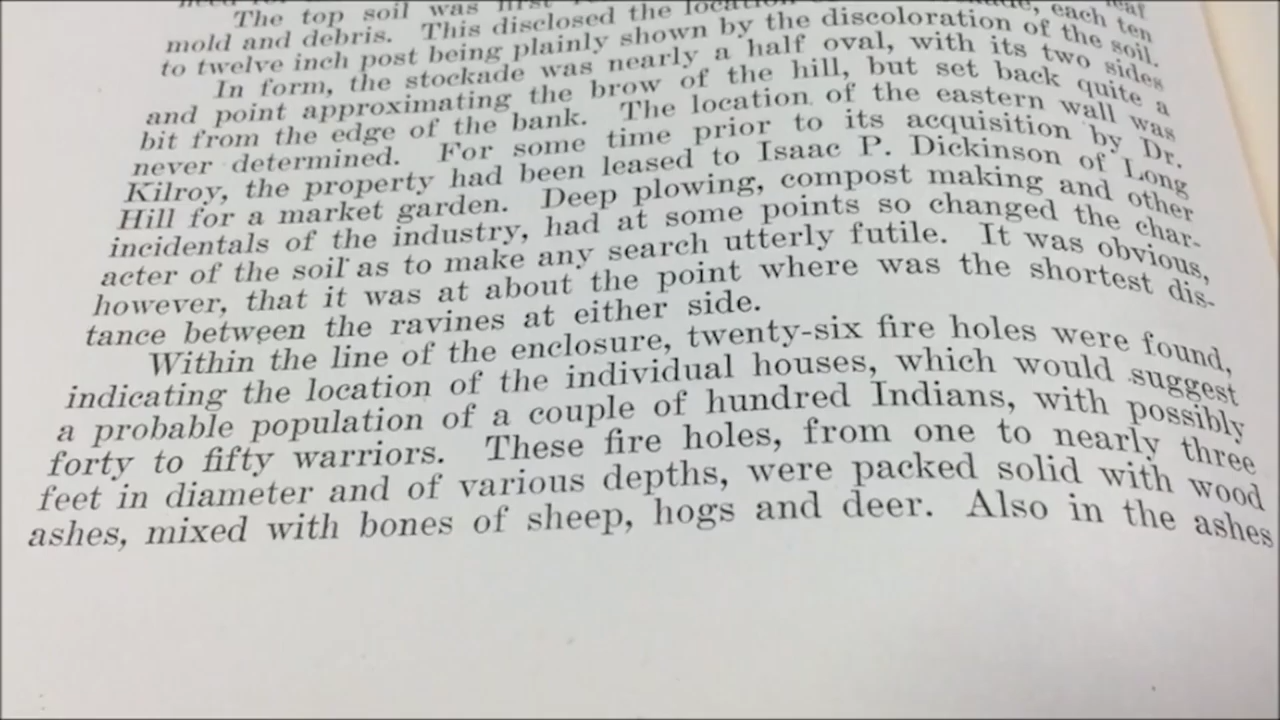 The top soil was
mold and debris. This disclosed the each ten
to twelve inch post being plainly shown by the discoloration of the soil.
In form, the stockade was nearly a half oval, with its two sides
and point approximating the brow of the hill, but set back quite a
bit from the edge of the bank. The location of the eastern wall was
never determined. For some time prior to its acquisition by Dr.
Kilroy, the property had been leased to Isaac P. Dickinson of Long
Hill for a market garden. Deep plowing, compost making and other
incidentals of the industry, had at some points so changed the char-
acter of the soil as to make any search utterly futile. It was obvious,
however, that it was at about the point where was the shortest dis-
tance between the ravines at either side.
Within the line of the enclosure, twenty-six fire holes were found,
indicating the location of the individual houses, which would suggest
a probable population of a couple of hundred Indians, with possibly
forty to fifty warriors. These fire holes, from one to nearly three
feet in diameter and of various depths, were packed solid with wood
ashes, mixed with bones of sheep, hogs and deer. Also in the ashes